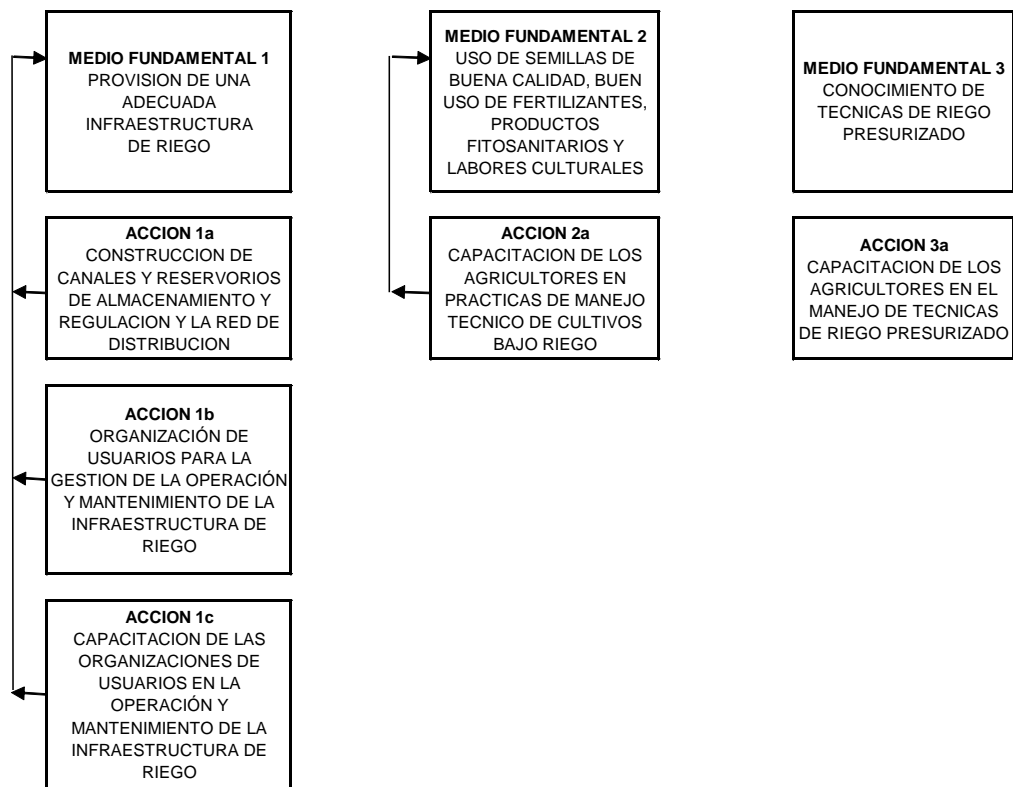 MEDIO FUNDAMENTAL 1
PROVISION DE UNA
ADECUADA
INFRAESTRUCTURA
DE RIEGO
MEDIO FUNDAMENTAL 2
USO DE SEMILLAS DE
BUENA CALIDAD, BUEN
USO DE FERTILIZANTES,
PRODUCTOS
FITOSANITARIOS Y
LABORES CULTURALES
MEDIO FUNDAMENTAL 3
CONOCIMIENTO DE
TECNICAS DE RIEGO
PRESURIZADO
ACCION 1a
CONSTRUCCION DE
CANALES Y RESERVORIOS
DE ALMACENAMIENTO Y
REGULACION Y LA RED DE
DISTRIBUCION
ACCION 2a
CAPACITACION DE LOS
AGRICULTORES EN
PRACTICAS DE MANEJO
TECNICO DE CULTIVOS
BAJO RIEGO
ACCION 3a
CAPACITACION DE LOS
AGRICULTORES EN EL
MANEJO DE TECNICAS
DE RIEGO PRESURIZADO
ACCION 1b
ORGANIZACIÓN DE
USUARIOS PARA LA
GESTION DE LA OPERACIÓN
Y MANTENIMIENTO DE LA
INFRAESTRUCTURA DE
RIEGO
ACCION 1c
CAPACITACION DE LAS
ORGANIZACIONES DE
USUARIOS EN LA
OPERACIÓN Y
MANTENIMIENTO DE LA
INFRAESTRUCTURA DE
RIEGO